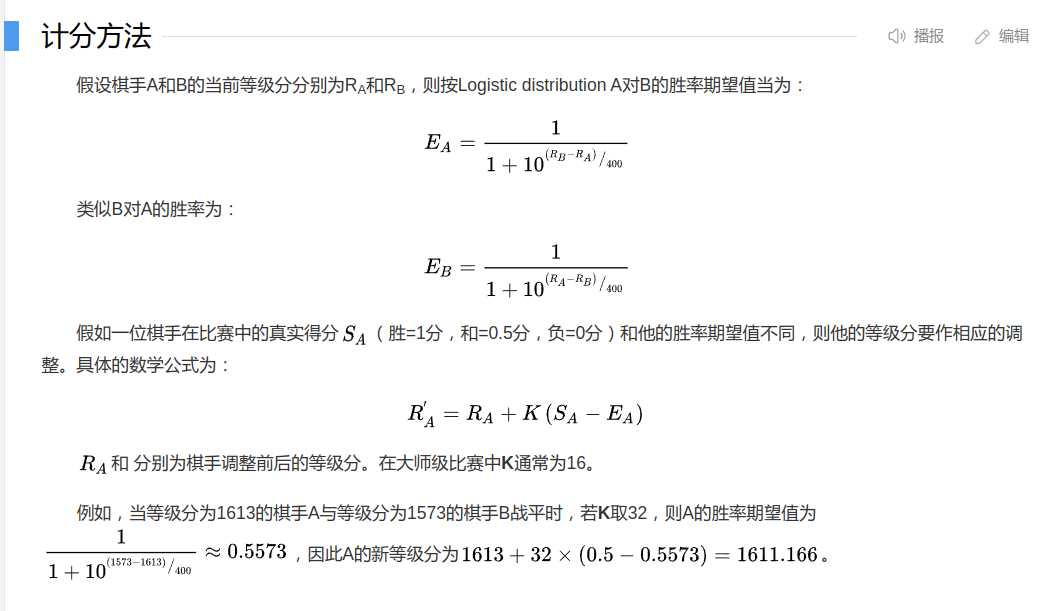 计分方法
播报 编辑
假设棋手A和B的当前等级分分别为R_A和R_B，则按Logistic distribution A对B的胜率期望值当为：
E_A = 1 / (1 + 10^((R_B−R_A)/400))
类似B对A的胜率为：
E_B = 1 / (1 + 10^((R_A−R_B)/400))
假如一位棋手在比赛中的真实得分 S_A （胜=1分，和=0.5分，负=0分）和他的胜率期望值不同，则他的等级分要作相应的调
整。具体的数学公式为：
R'_A = R_A + K (S_A − E_A)
R_A 和 分别为棋手调整前后的等级分。在大师级比赛中K通常为16。
例如，当等级分为1613的棋手A与等级分为1573的棋手B战平时，若K取32，则A的胜率期望值为
1 / (1 + 10^((1573−1613)/400)) ≈ 0.5573 ，因此A的新等级分为 1613 + 32 × (0.5 − 0.5573) = 1611.166 。